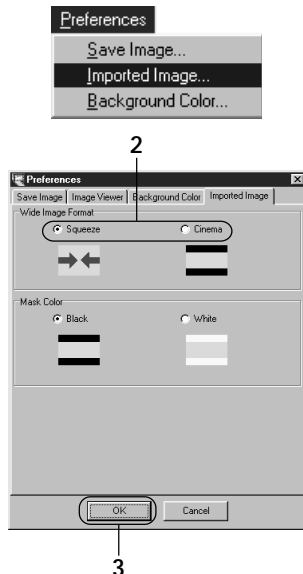 Preferences
Save Image...
Imported Image...
Background Color...
2
Preferences
Save Image Image Viewer Background Color Imported Image
Wide Image Format
Squeeze Cinema
Mask Color
Black White
OK Cancel
3